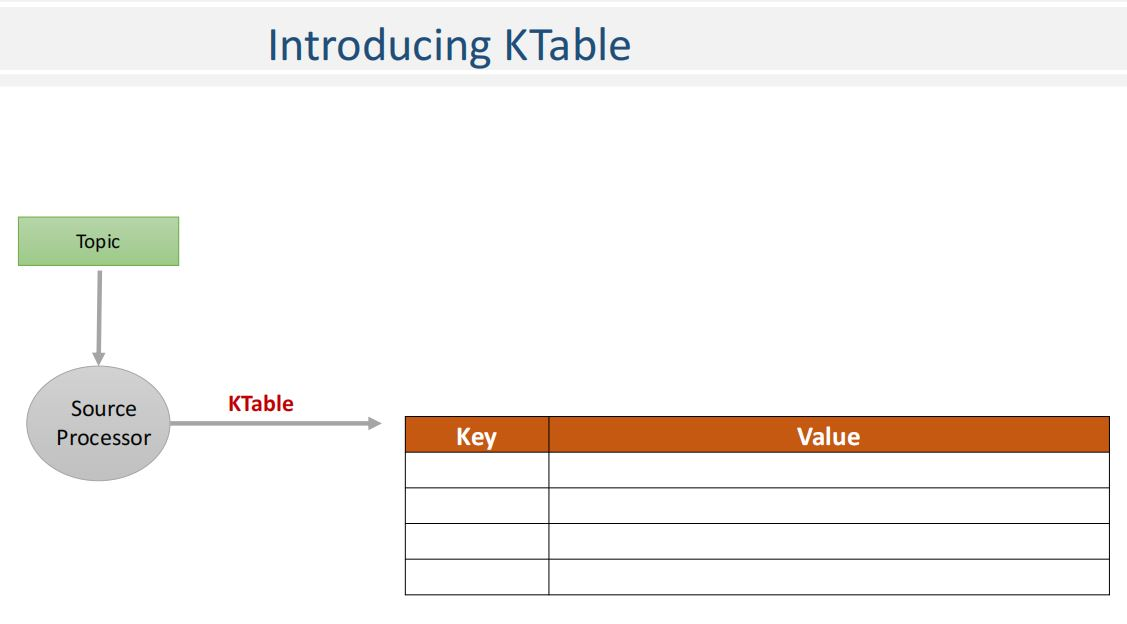 Introducing KTable
Topic
Source
Processor
KTable
Key Value